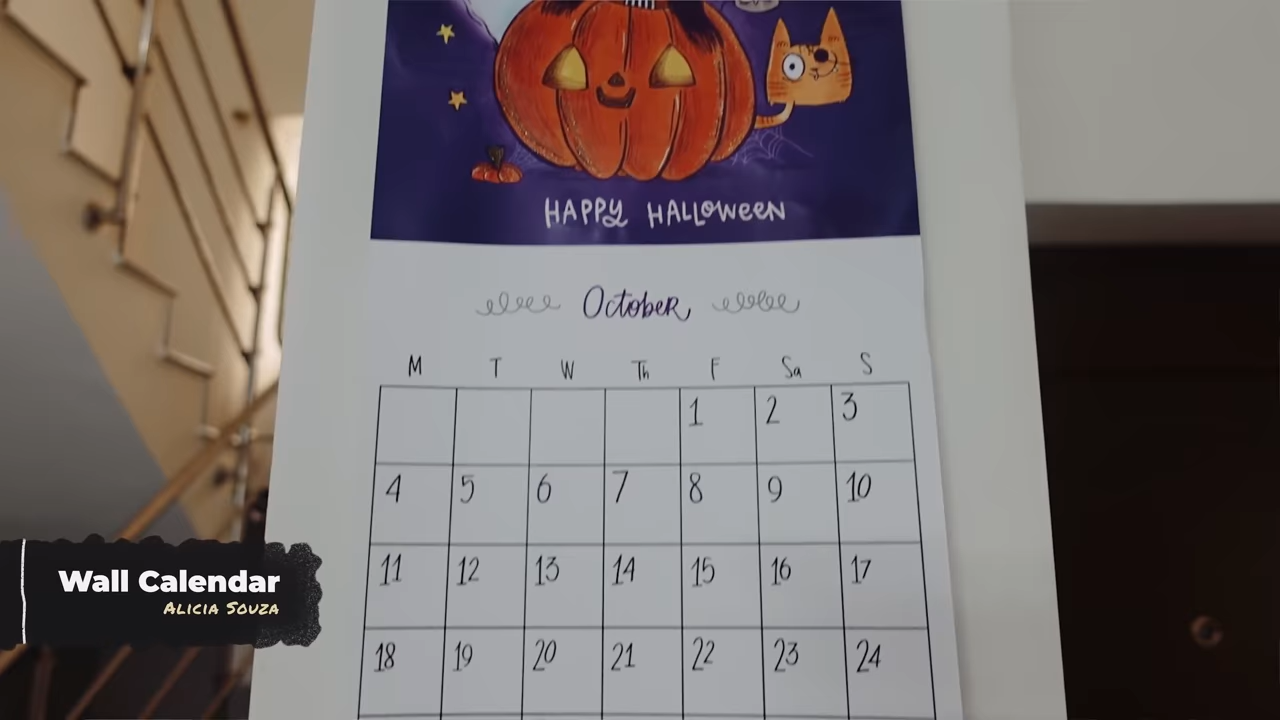 HAPPY HALLOWEEN
October
M T W Th F Sa S
1 2 3
4 5 6 7 8 9 10
11 12 13 14 15 16 17
Wall Calendar
Alicia Souza
18 19 20 21 22 23 24